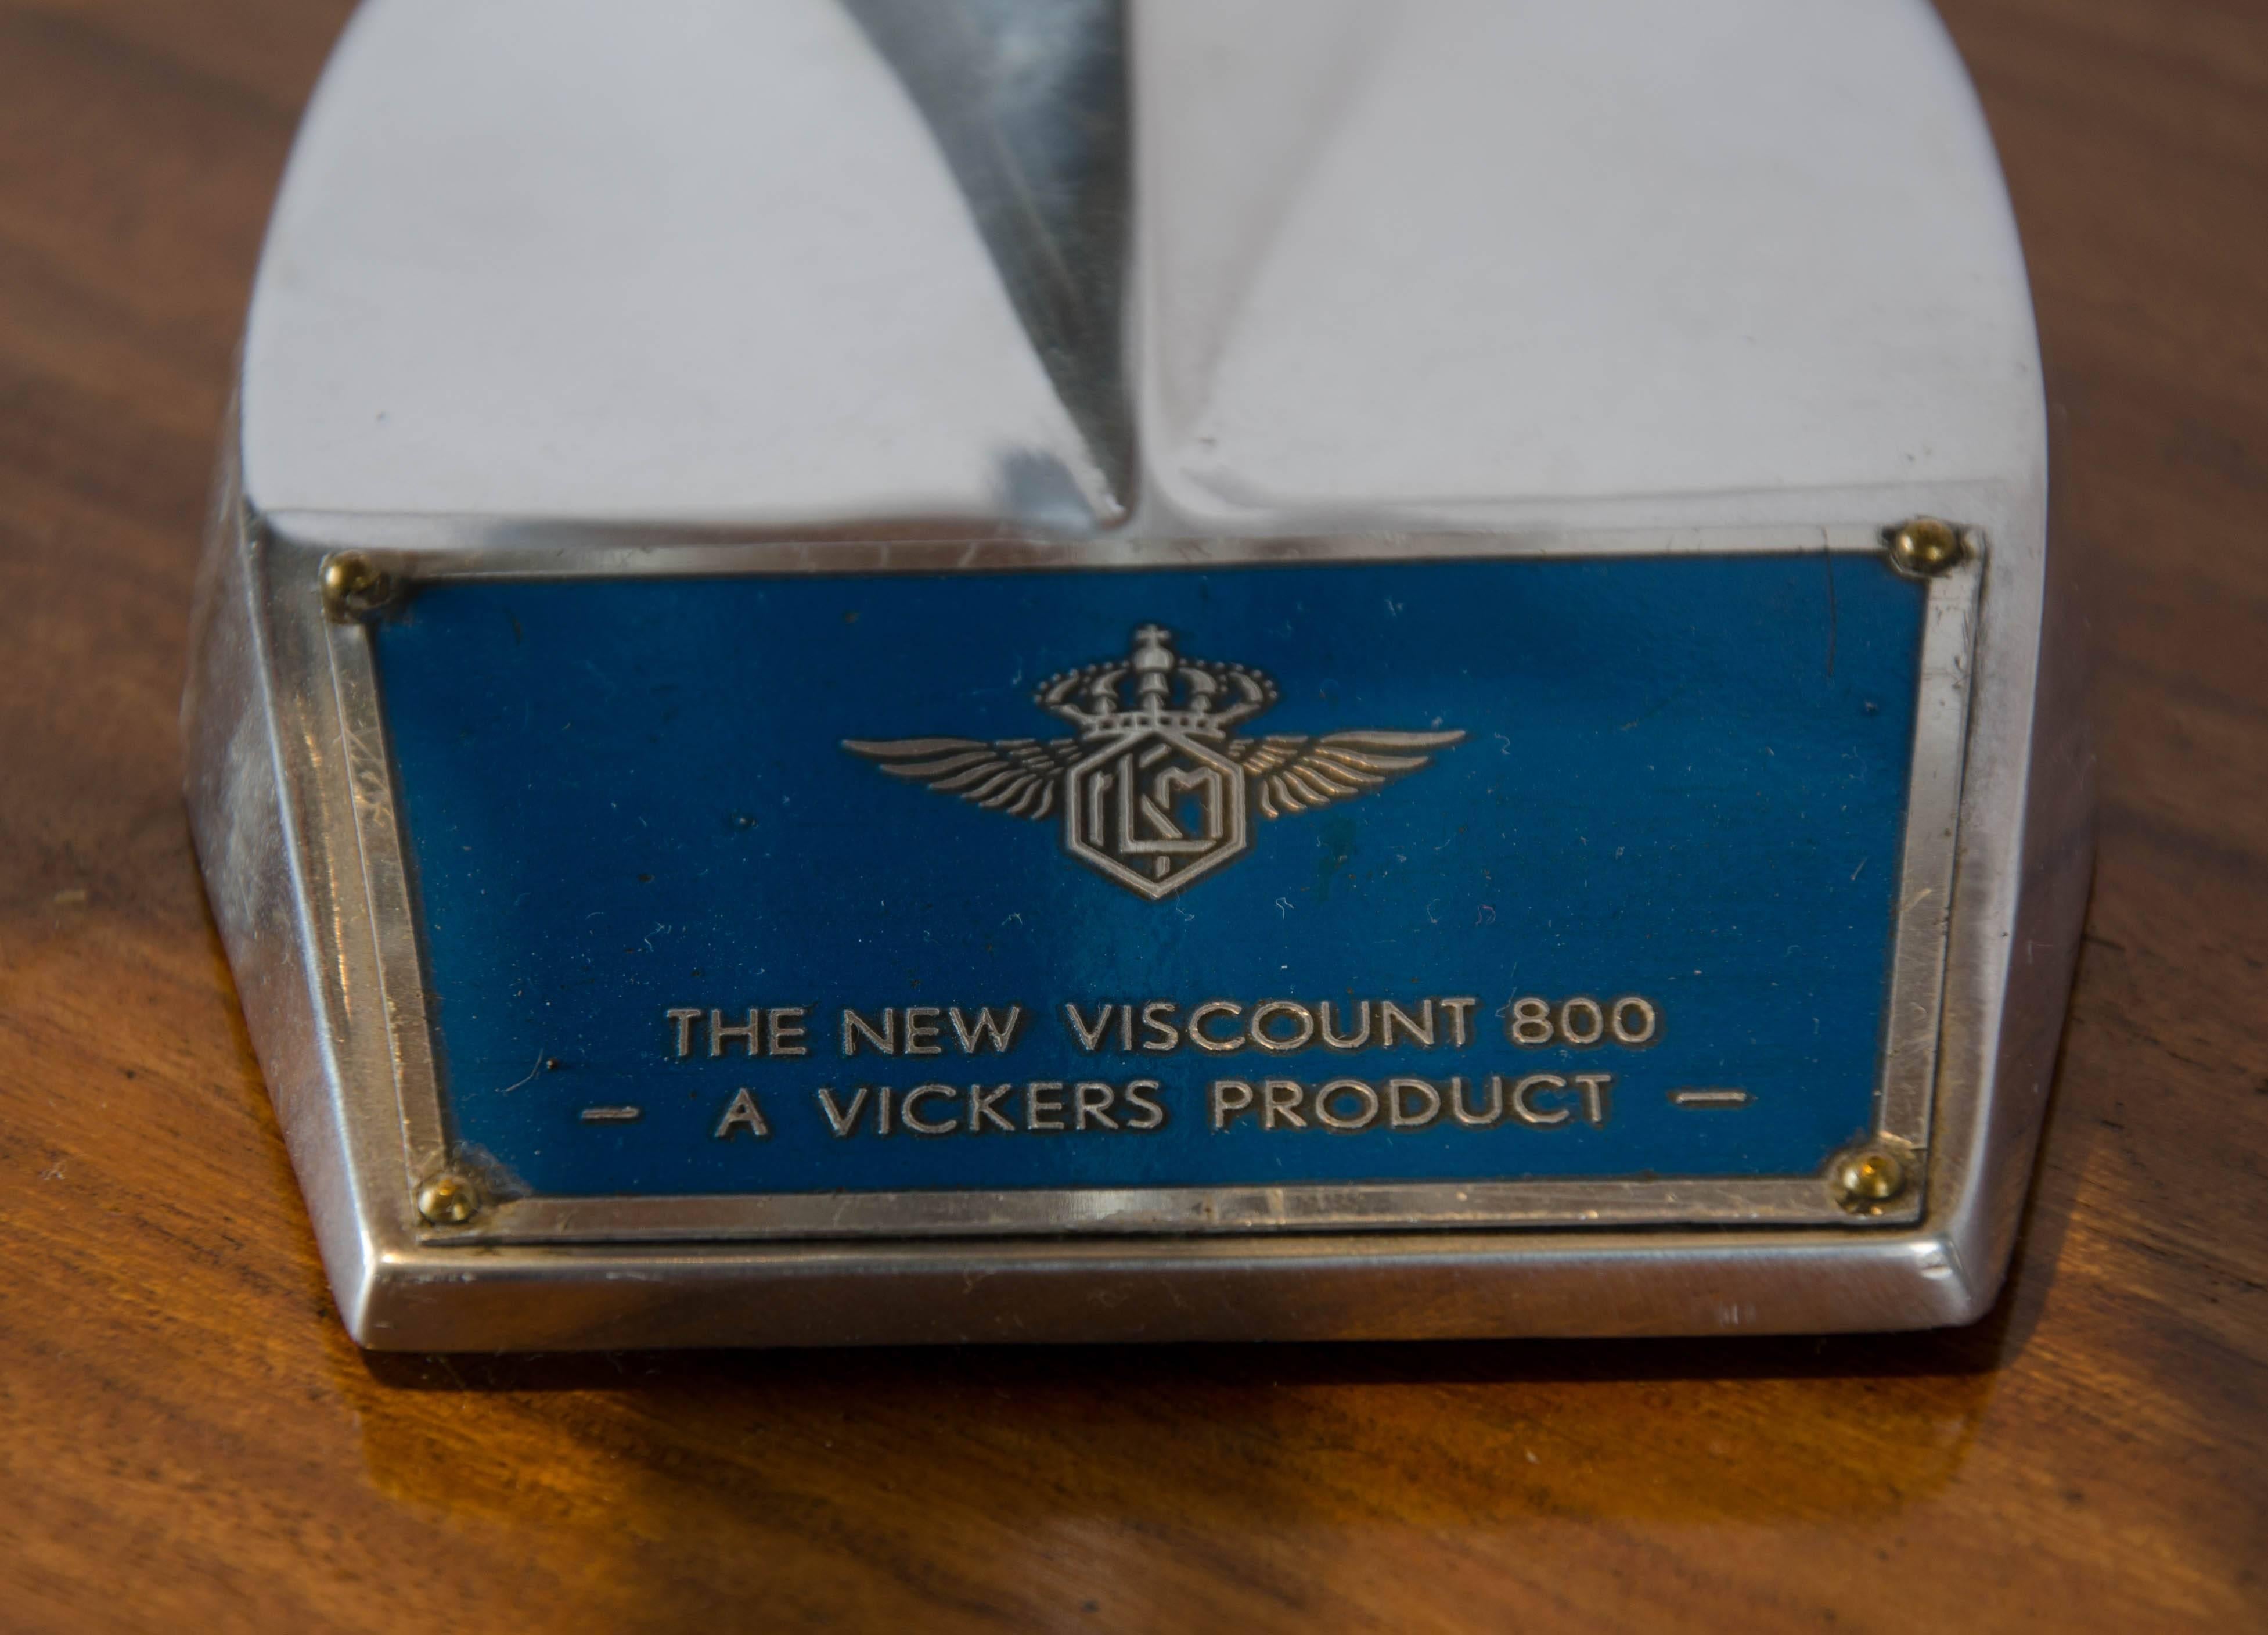 KLM
THE NEW VISCOUNT 800
— A VICKERS PRODUCT —